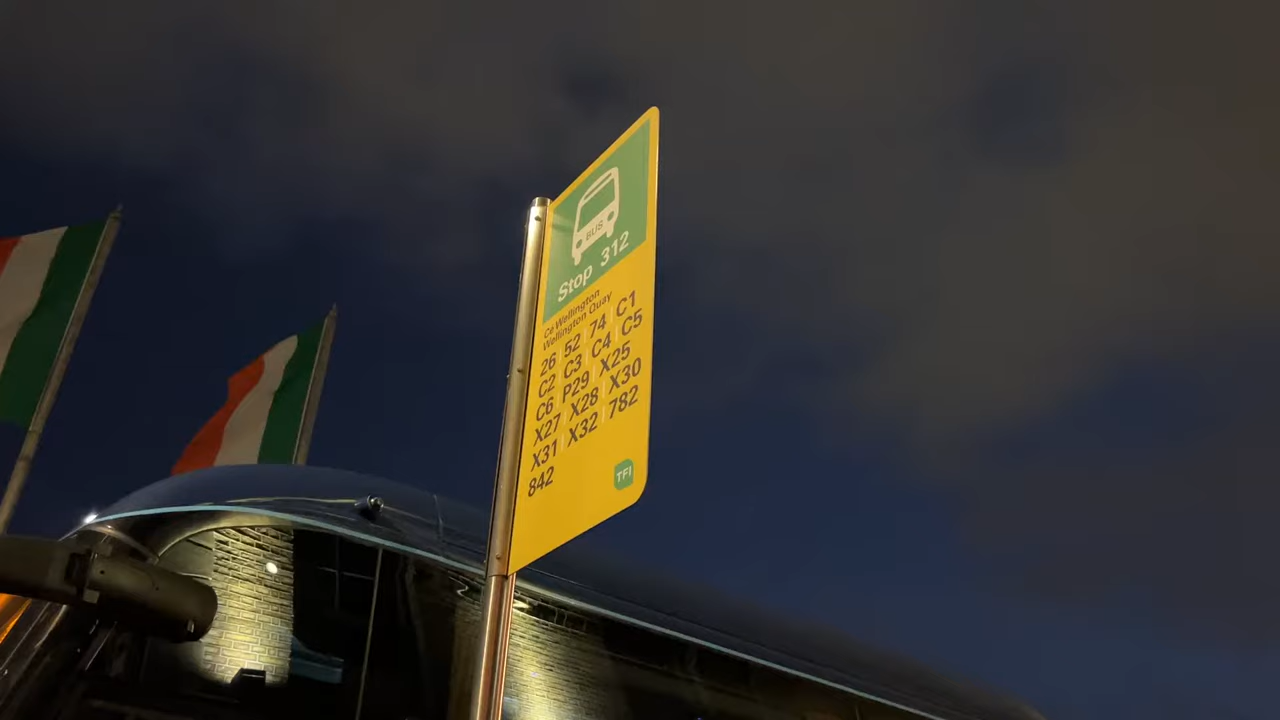 BUS
Stop 312
Cé Wellington
Wellington Quay
26 52 74 C1
C2 C3 C4 C5
C6 P29 X25
X27 X28 X30
X31 X32 782
842
TFI